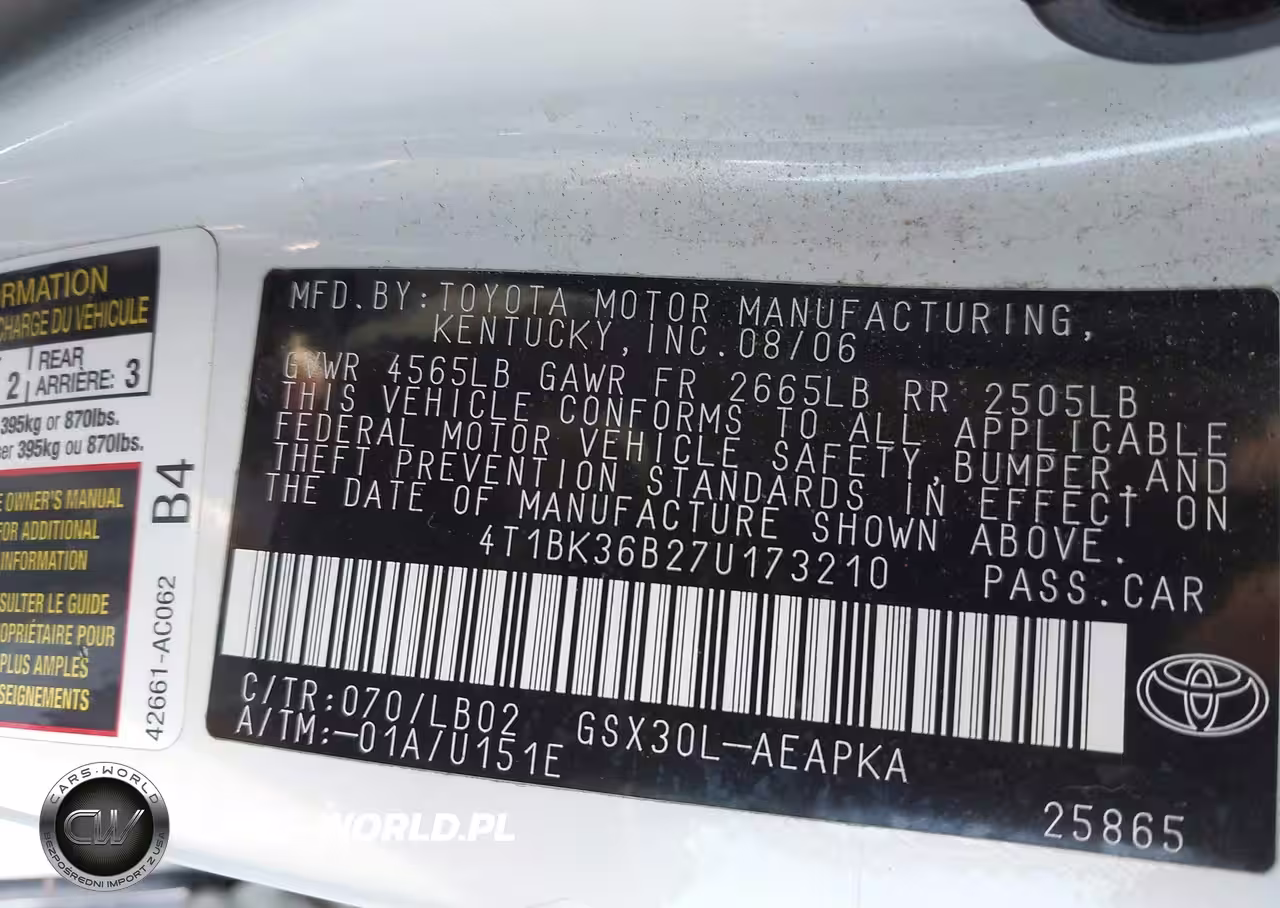 RMATION
CHARGE DU VÉHICULE
2 REAR
ARRIÈRE: 3
395kg or 870lbs.
395kg ou 870lbs.
OWNER'S MANUAL
FOR ADDITIONAL
INFORMATION
SULTER LE GUIDE
OPRIÉTAIRE POUR
PLUS AMPLES
SEIGNEMENTS
B4
42661-AC062
MFD.BY:TOYOTA MOTOR MANUFACTURING,
KENTUCKY,INC.08/06
GVWR 4565LB GAWR FR 2665LB RR 2505LB
THIS VEHICLE CONFORMS TO ALL APPLICABLE
FEDERAL MOTOR VEHICLE SAFETY,BUMPER,AND
THEFT PREVENTION STANDARDS IN EFFECT ON
THE DATE OF MANUFACTURE SHOWN ABOVE.
4T1BK36B27U173210 PASS.CAR
C/TR:070/LB02
A/TM:-01A/U151E
GSX30L-AEAPKA
25865
CARS-WORLD
CW
BEZPOŚREDNI IMPORT Z USA
WORLD.PL